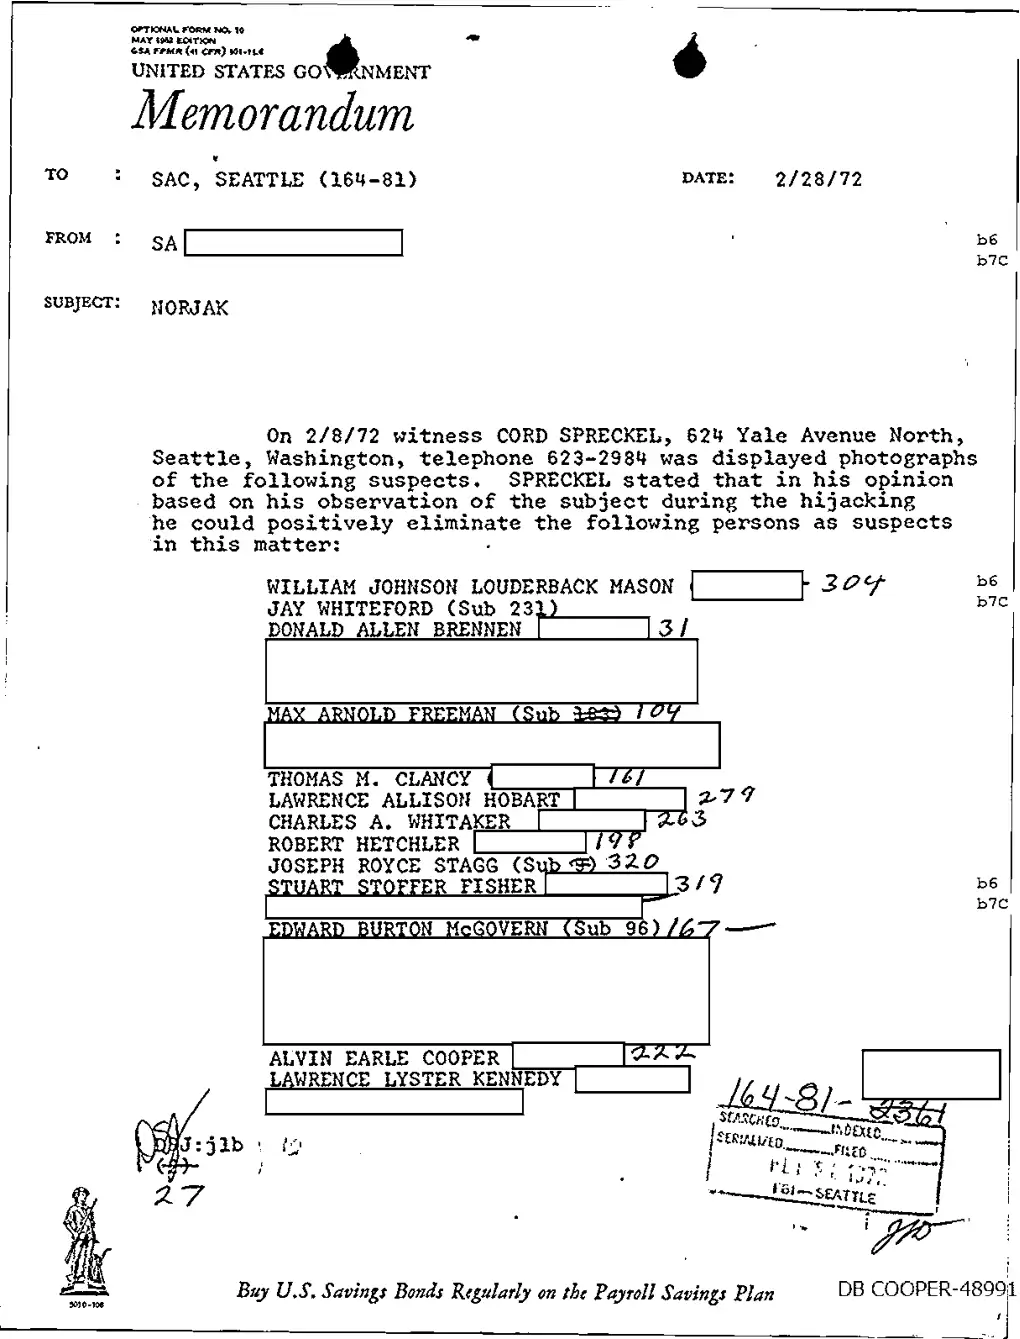 OPTIONAL FORM NO. 10
MAY 1962 EDITION
GSA FPMR (41 CFR) 101-11.6
UNITED STATES GOVERNMENT
Memorandum
TO : SAC, SEATTLE (164-81) DATE: 2/28/72
FROM : SA b6
b7C
SUBJECT: NORJAK
On 2/8/72 witness CORD SPRECKEL, 624 Yale Avenue North,
Seattle, Washington, telephone 623-2984 was displayed photographs
of the following suspects. SPRECKEL stated that in his opinion
based on his observation of the subject during the hijacking
he could positively eliminate the following persons as suspects
in this matter:
WILLIAM JOHNSON LOUDERBACK MASON ( 304 b6
JAY WHITEFORD (Sub 231) b7C
DONALD ALLEN BRENNEN 31
MAX ARNOLD FREEMAN (Sub 183) 104
THOMAS M. CLANCY ( 161
LAWRENCE ALLISON HOBART 279
CHARLES A. WHITAKER 263
ROBERT HETCHLER 198
JOSEPH ROYCE STAGG (Sub ) 320
STUART STOFFER FISHER 319 b6
b7C
EDWARD BURTON McGOVERN (Sub 96) 167
ALVIN EARLE COOPER 222
LAWRENCE LYSTER KENNEDY
164-81-2361
SEARCHED INDEXED
SERIALIZED FILED
FBI-SEATTLE
:jlb
(2)
27
5010-108
Buy U.S. Savings Bonds Regularly on the Payroll Savings Plan
DB COOPER-48991